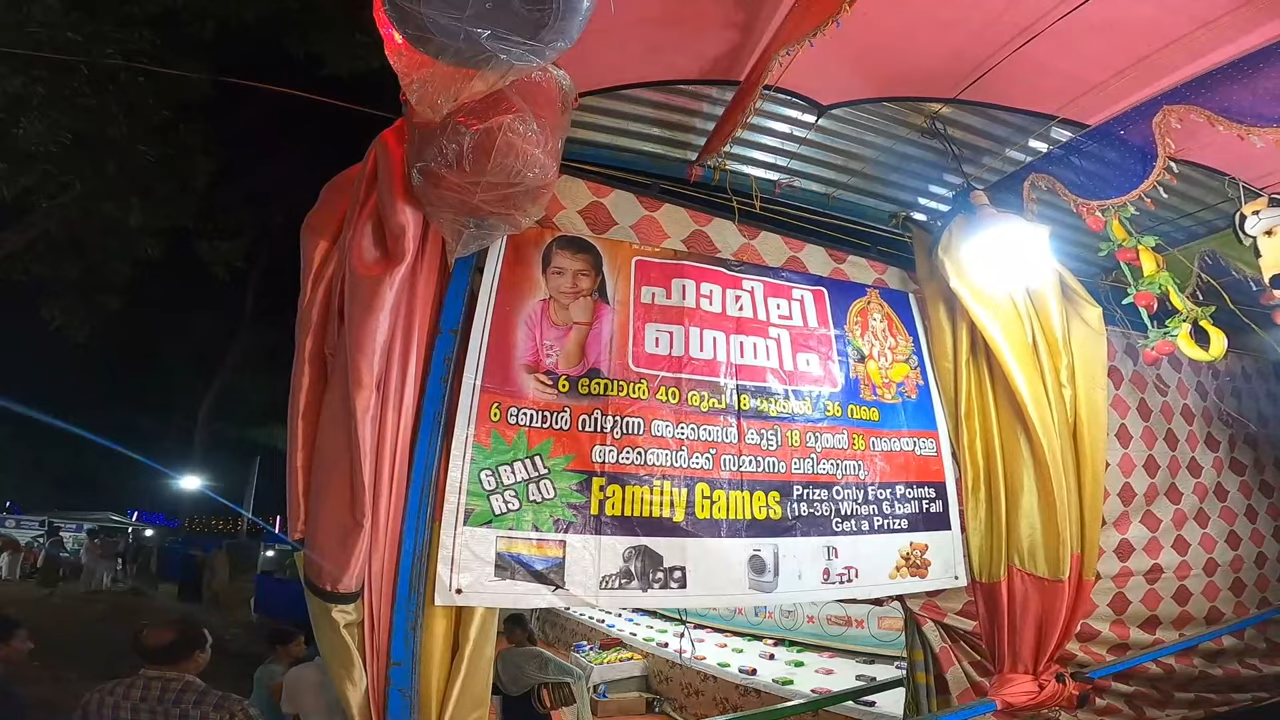 ഫാമിലി
ഗെയിം
6 ബോൾ 40 രൂപ 18 മുതൽ 36 വരെ
6 ബോൾ വീഴുന്ന അക്കങ്ങൾ കൂട്ടി 18 മുതൽ 36 വരെയുള്ള
അക്കങ്ങൾക്ക് സമ്മാനം ലഭിക്കുന്നു.
6 BALL
RS 40
Family Games
Prize Only For Points
(18-36) When 6 ball Fall
Get a Prize